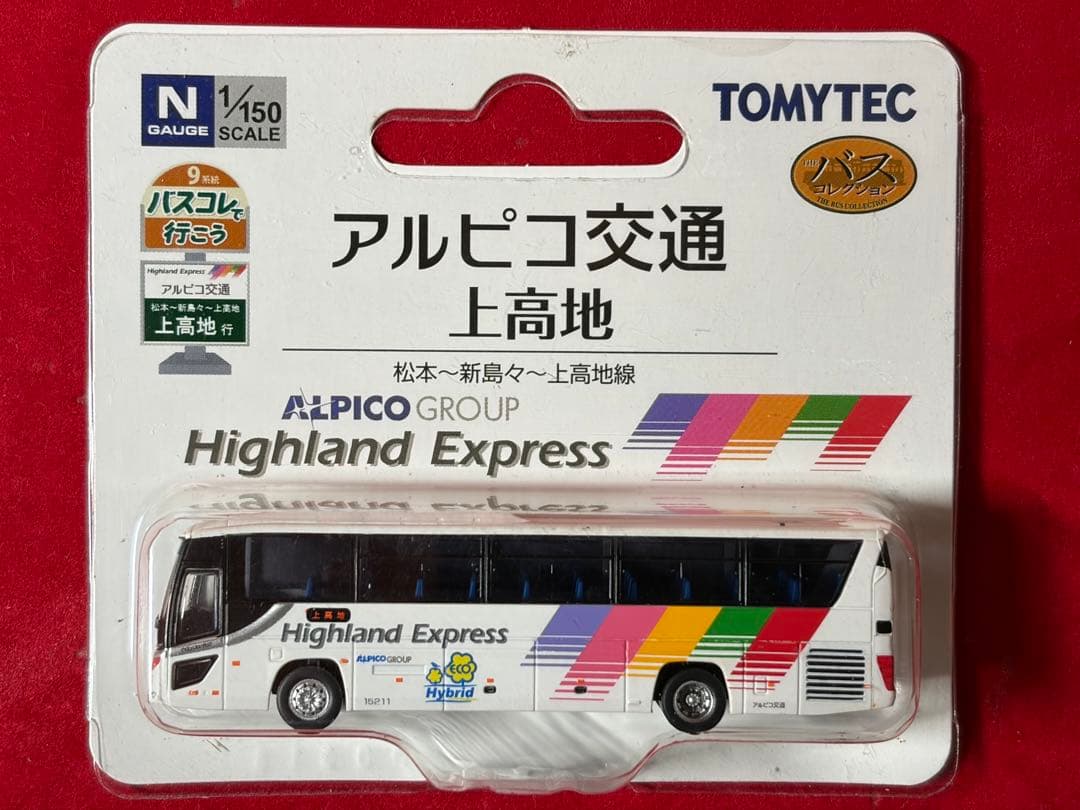 N
GAUGE
1/150
SCALE
TOMYTEC
THE
バス
コレクション
THE BUS COLLECTION
9系統
バスコレで
行こう
Highland Express
アルピコ交通
松本～新島々～上高地
上高地 行
アルピコ交通
上高地
松本～新島々～上高地線
ALPICO GROUP
Highland Express
上高地
Highland Express
ALPICO GROUP
ECO
Hybrid
15211
アルピコ交通